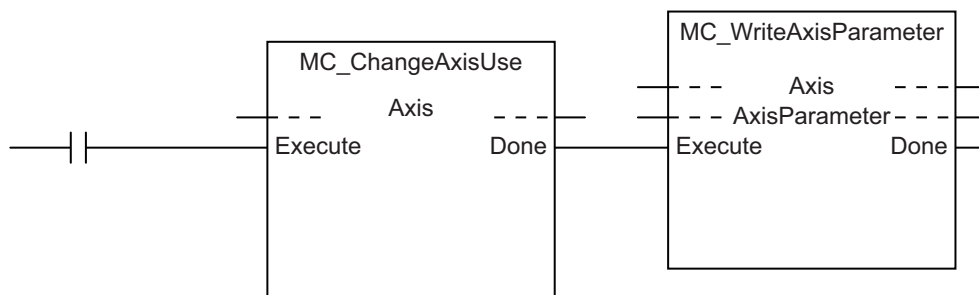 MC_ChangeAxisUse
Axis
Execute Done
MC_WriteAxisParameter
Axis
AxisParameter
Execute Done